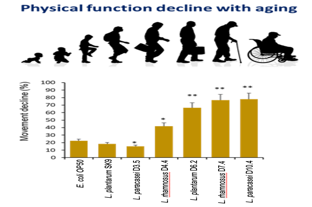 Physical function decline with aging
Movement decline (%)
100
90
80
70
60
50
40
30
20
10
0
*
*
**
**
**
E. coli OP50
L. plantarum SK9
L. paracasei D3.5
L. rhamnosus D4.4
L. plantarum D6.2
L. rhamnosus D7.4
L. paracasei D10.4